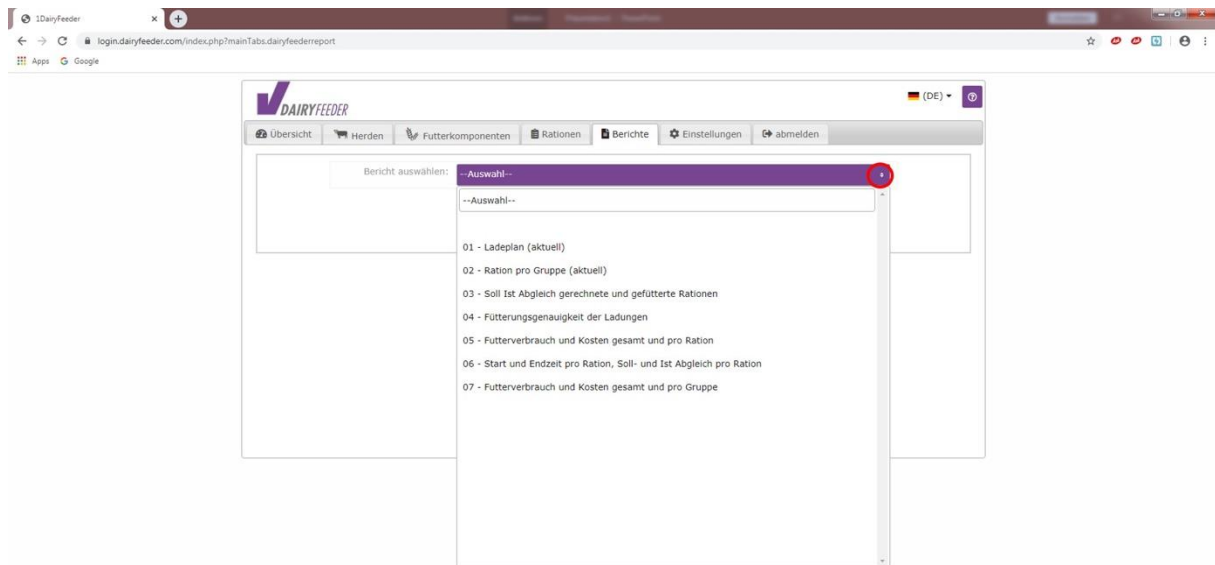 1DairyFeeder
login.dairyfeeder.com/index.php?mainTabs.dairyfeederreport
Apps Google
DAIRYFEEDER
(DE)
Übersicht Herden Futterkomponenten Rationen Berichte Einstellungen abmelden
Bericht auswählen: --Auswahl--
--Auswahl--
01 - Ladeplan (aktuell)
02 - Ration pro Gruppe (aktuell)
03 - Soll Ist Abgleich gerechnete und gefütterte Rationen
04 - Fütterungsgenauigkeit der Ladungen
05 - Futterverbrauch und Kosten gesamt und pro Ration
06 - Start und Endzeit pro Ration, Soll- und Ist Abgleich pro Ration
07 - Futterverbrauch und Kosten gesamt und pro Gruppe